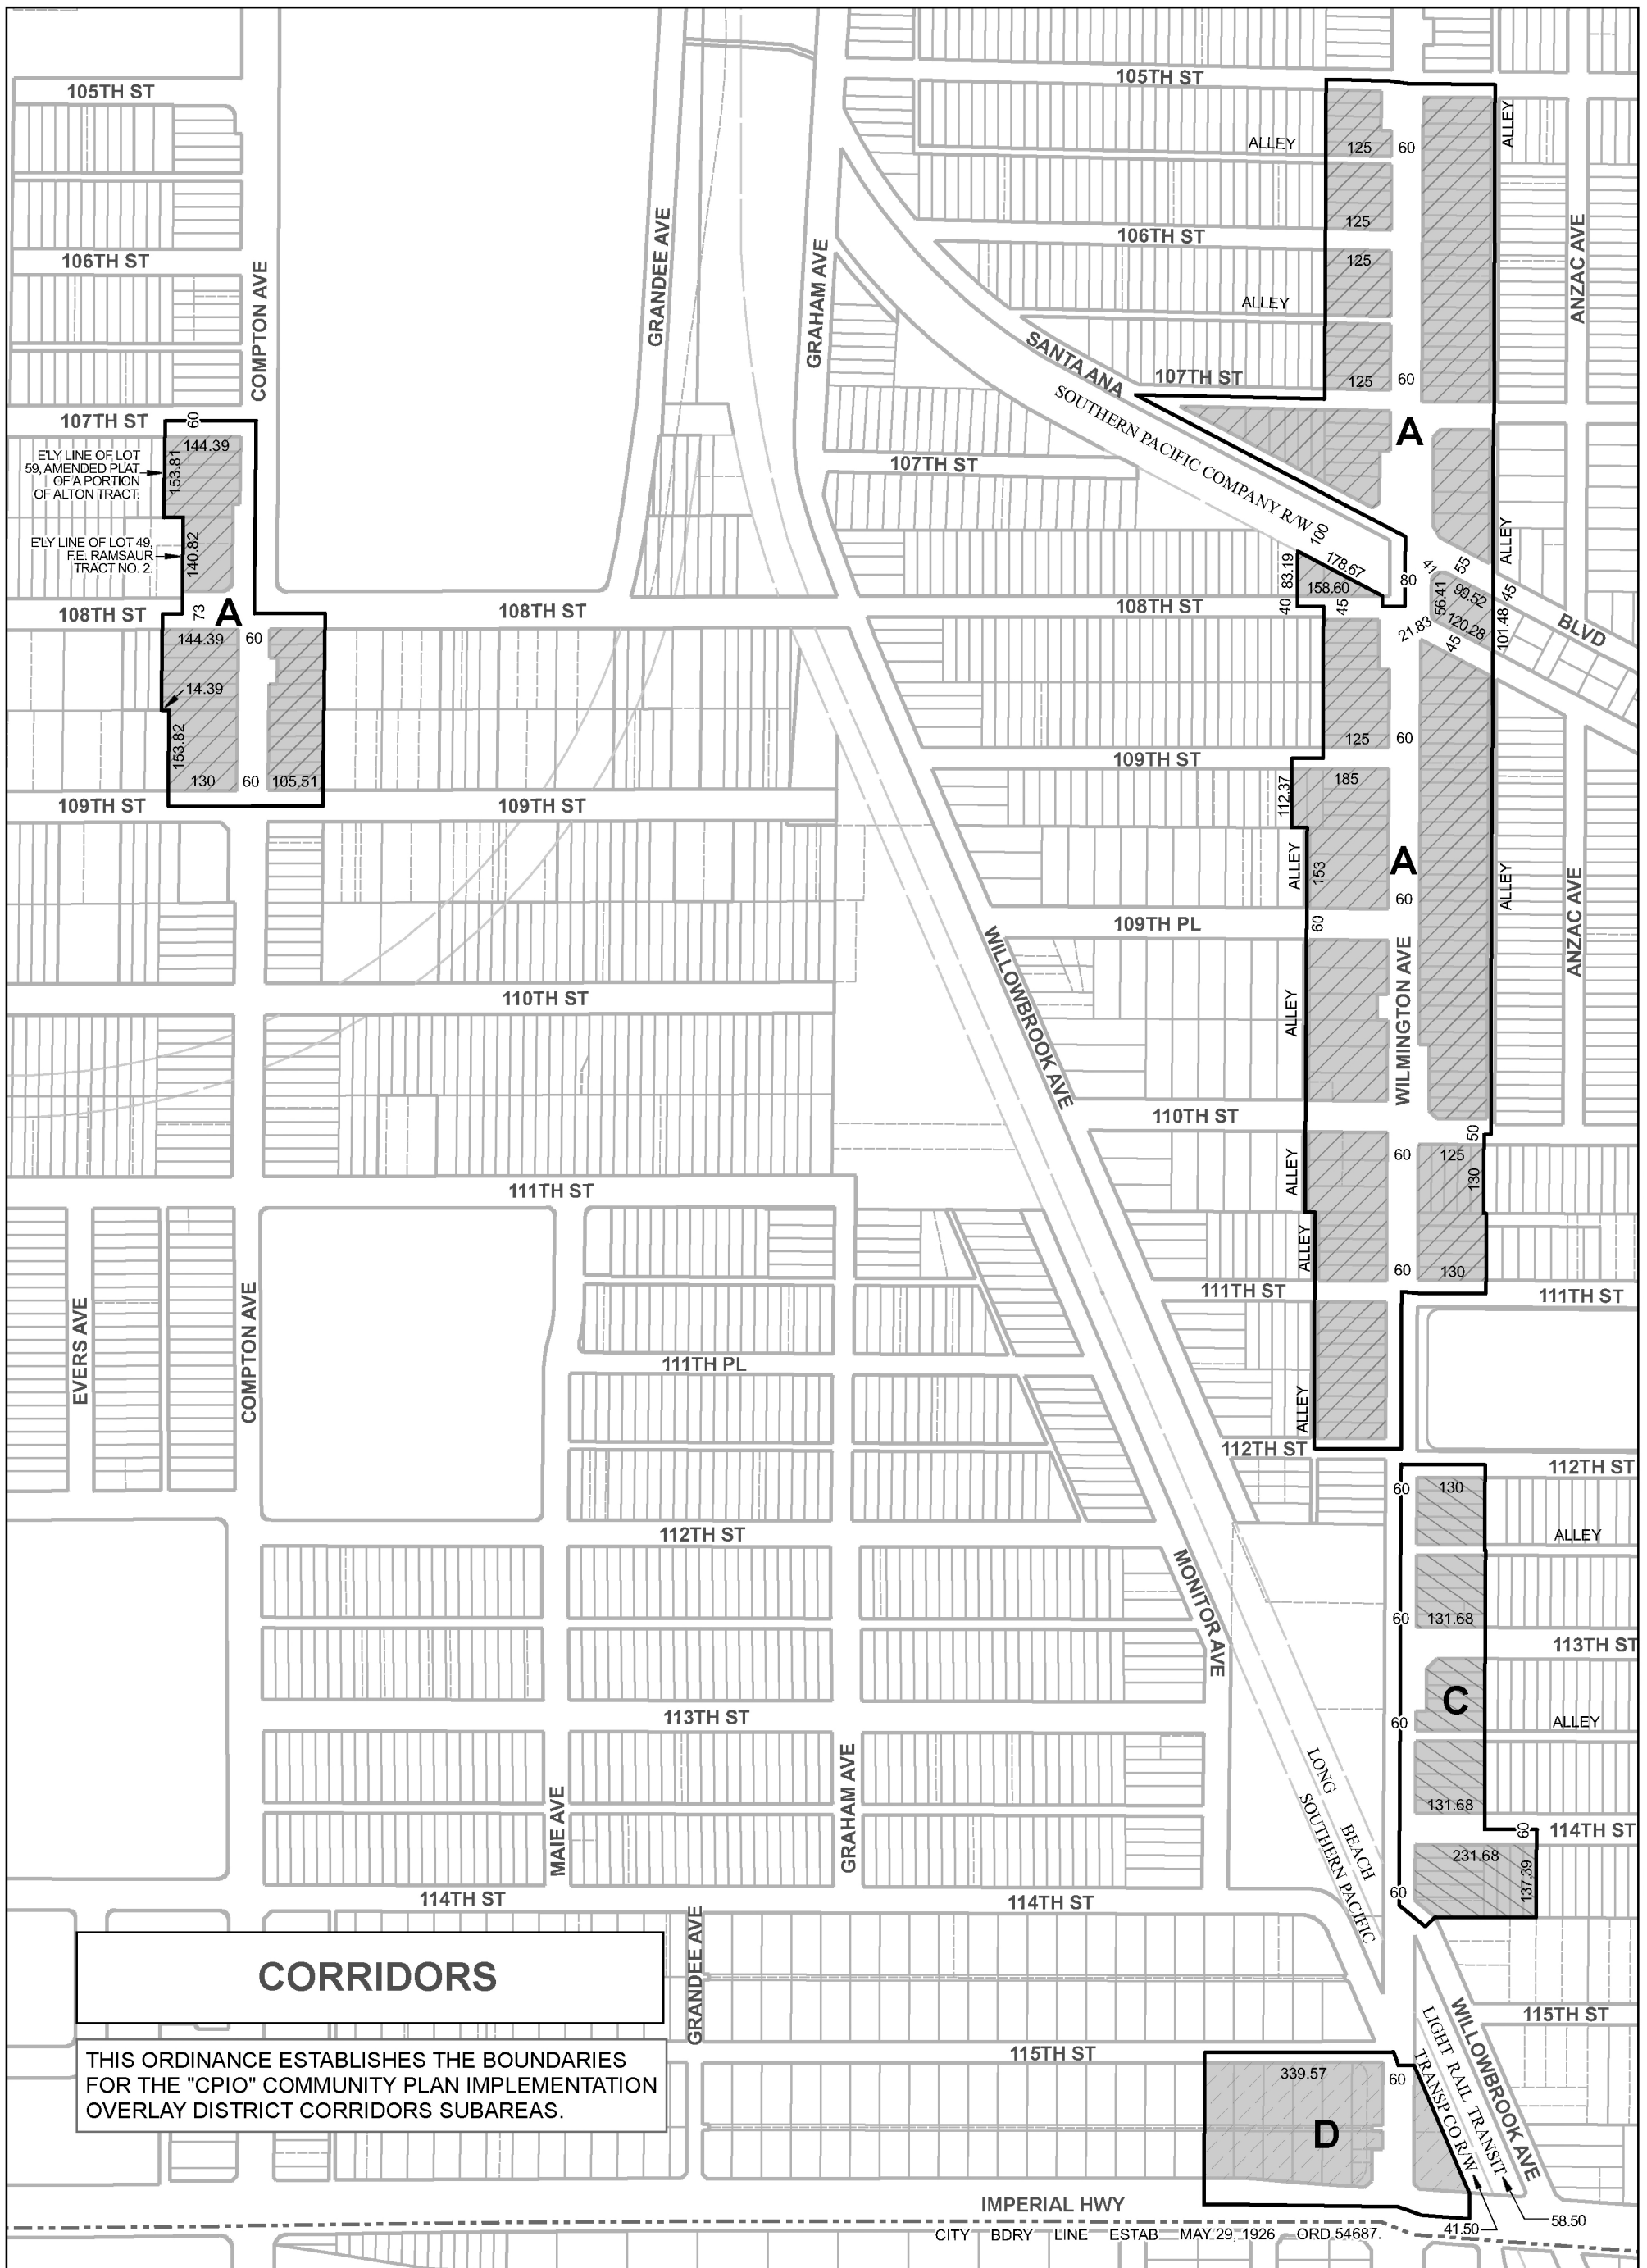 105TH ST
105TH ST
ALLEY
125
60
ALLEY
125
106TH ST
106TH ST
125
ALLEY
COMPTON AVE
GRANDEE AVE
GRAHAM AVE
ANZAC AVE
SANTA ANA
107TH ST
125
60
SOUTHERN PACIFIC COMPANY R/W
100
A
107TH ST
60
144.39
E'LY LINE OF LOT
59, AMENDED PLAT
OF A PORTION
OF ALTON TRACT.
153.81
107TH ST
E'LY LINE OF LOT 49,
F.E. RAMSAUR
TRACT NO. 2.
140.82
ALLEY
83.19
178.67
158.60
80
41
55
56.41
99.52
45
120.28
101.48
21.83
45
BLVD
108TH ST
73
A
108TH ST
108TH ST
40
45
144.39
60
14.39
153.82
130
60
105.51
125
60
109TH ST
109TH ST
109TH ST
185
112.37
ALLEY
153
A
60
ALLEY
ANZAC AVE
109TH PL
60
WILLOWBROOK AVE
ALLEY
WILMINGTON AVE
110TH ST
110TH ST
50
60
125
130
ALLEY
111TH ST
ALLEY
60
130
111TH ST
111TH ST
EVERS AVE
COMPTON AVE
111TH PL
ALLEY
112TH ST
112TH ST
60
130
ALLEY
112TH ST
MONITOR AVE
60
131.68
113TH ST
C
113TH ST
60
ALLEY
MAIE AVE
GRAHAM AVE
LONG
BEACH
SOUTHERN PACIFIC
131.68
60
114TH ST
231.68
137.39
60
114TH ST
114TH ST
GRANDEE AVE
CORRIDORS
THIS ORDINANCE ESTABLISHES THE BOUNDARIES
FOR THE "CPIO" COMMUNITY PLAN IMPLEMENTATION
OVERLAY DISTRICT CORRIDORS SUBAREAS.
115TH ST
115TH ST
WILLOWBROOK AVE
LIGHT RAIL TRANSIT
TRANSP CO R/W
339.57
60
D
IMPERIAL HWY
41.50
58.50
CITY BDRY LINE ESTAB MAY 29, 1926 ORD 54687.